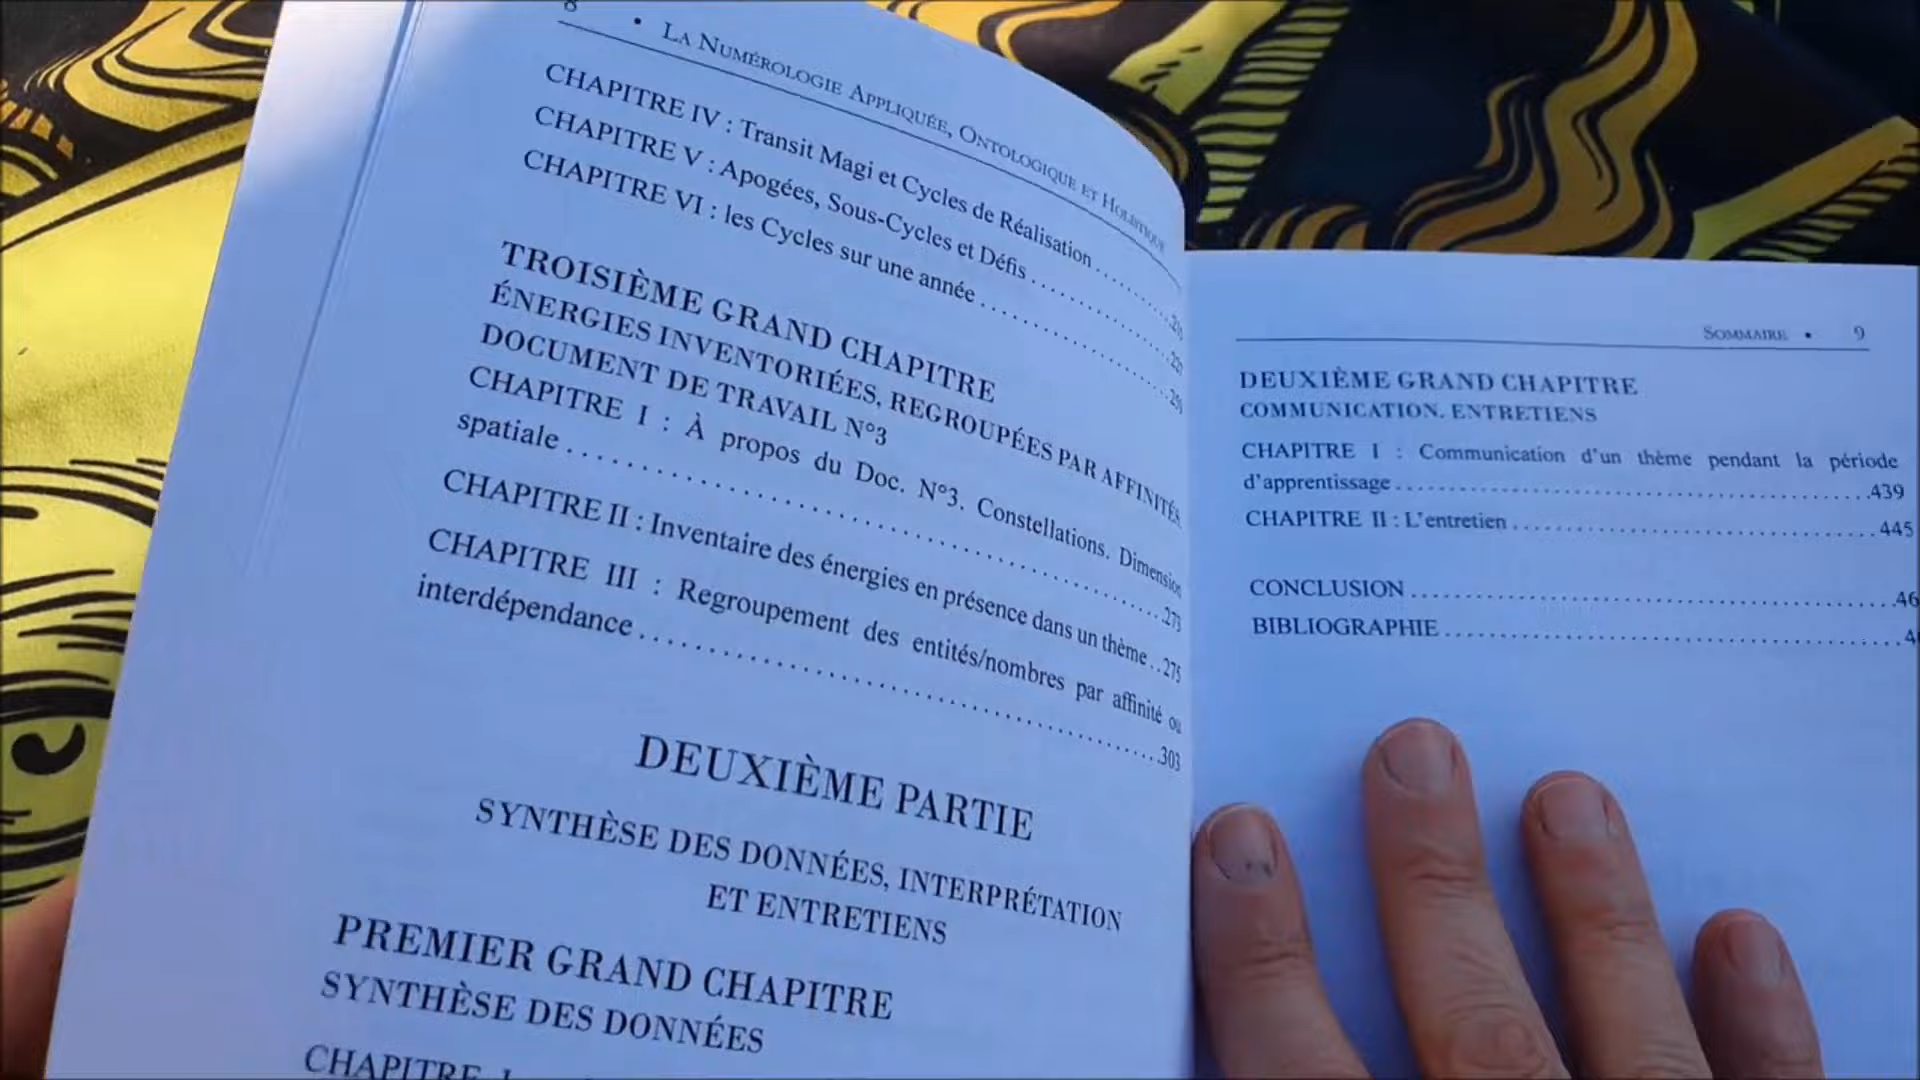 8 • La Numérologie Appliquée, Ontologique et Holistique
CHAPITRE IV : Transit Magi et Cycles de Réalisation ..........
CHAPITRE V : Apogées, Sous-Cycles et Défis ..........
CHAPITRE VI : les Cycles sur une année ..........
TROISIÈME GRAND CHAPITRE
ÉNERGIES INVENTORIÉES, REGROUPÉES PAR AFFINITÉS.
DOCUMENT DE TRAVAIL N°3
CHAPITRE I : À propos du Doc. N°3. Constellations. Dimension
spatiale ..........273
CHAPITRE II : Inventaire des énergies en présence dans un thème ..275
CHAPITRE III : Regroupement des entités/nombres par affinité ou
interdépendance ..........303
DEUXIÈME PARTIE
SYNTHÈSE DES DONNÉES, INTERPRÉTATION
ET ENTRETIENS
PREMIER GRAND CHAPITRE
SYNTHÈSE DES DONNÉES
CHAPITRE I
Sommaire • 9
DEUXIÈME GRAND CHAPITRE
COMMUNICATION. ENTRETIENS
CHAPITRE I : Communication d'un thème pendant la période
d'apprentissage ..........439
CHAPITRE II : L'entretien ..........445
CONCLUSION ..........46
BIBLIOGRAPHIE ..........